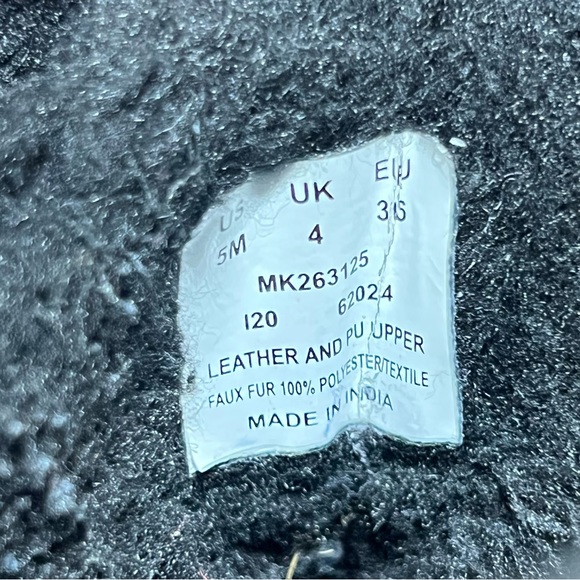 US UK EU
5M 4 36
MK263125
I20 62024
LEATHER AND PU UPPER
FAUX FUR 100% POLYESTER/TEXTILE
MADE IN INDIA